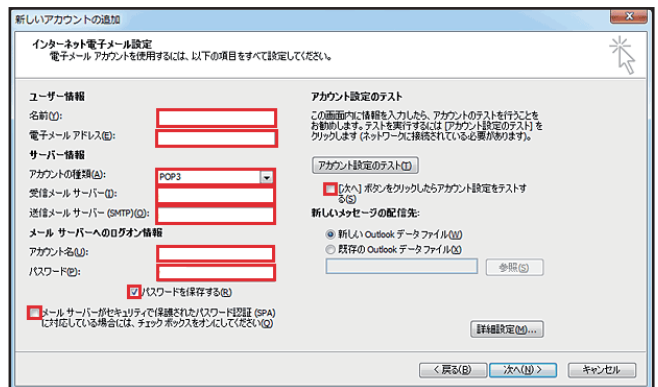 新しいアカウントの追加
インターネット電子メール設定
電子メール アカウントを使用するには、以下の項目をすべて設定してください。
ユーザー情報
名前(Y):
電子メール アドレス(E):
サーバー情報
アカウントの種類(A):
POP3
受信メール サーバー(I):
送信メール サーバー (SMTP)(O):
メール サーバーへのログオン情報
アカウント名(U):
パスワード(P):
パスワードを保存する(R)
メール サーバーがセキュリティで保護されたパスワード認証 (SPA)
に対応している場合には、チェック ボックスをオンにしてください(Q)
アカウント設定のテスト
この画面内に情報を入力したら、アカウントのテストを行うことを
お勧めします。テストを実行するには [アカウント設定のテスト] を
クリックします (ネットワークに接続されている必要があります)。
アカウント設定のテスト(T)
[次へ] ボタンをクリックしたらアカウント設定をテストす
る(S)
新しいメッセージの配信先:
新しい Outlook データ ファイル(W)
既存の Outlook データ ファイル(X)
参照(S)
詳細設定(M)...
< 戻る(B)
次へ(N) >
キャンセル